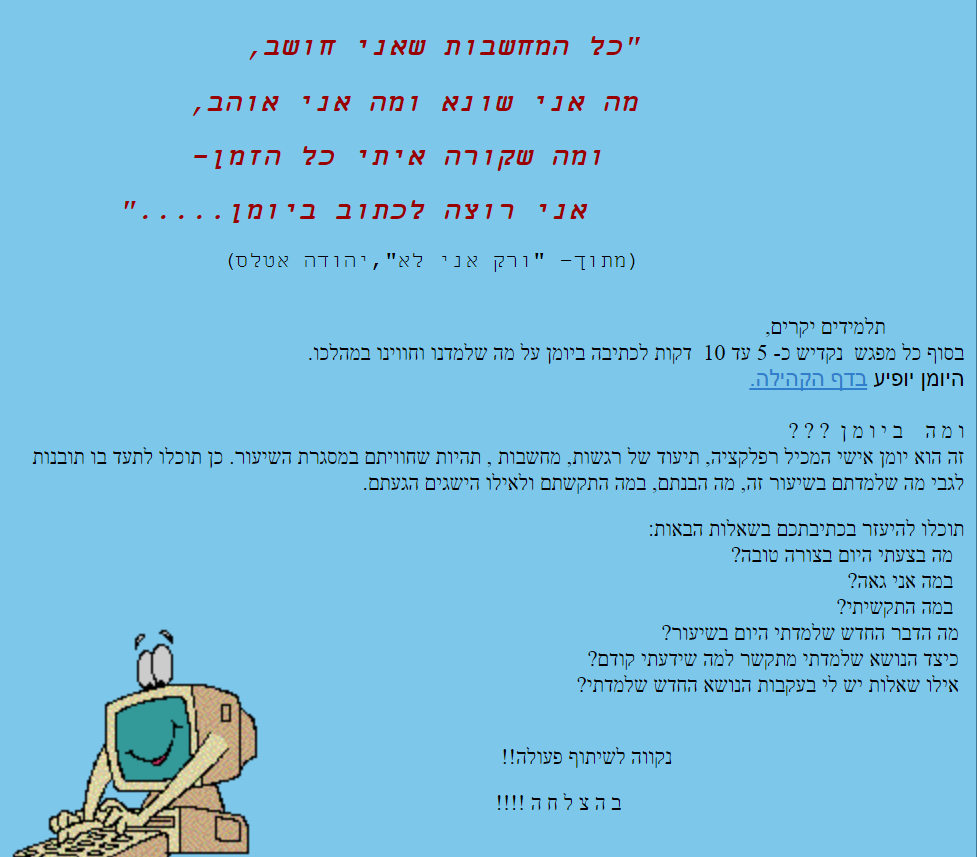 "כל המחשבות שאני חושב,
מה אני שונא ומה אני אוהב,
ומה שקורה איתי כל הזמן-
אני רוצה לכתוב ביומן....."
(מתוך- "ורק אני לא",יהודה אטלס)
תלמידים יקרים,
בסוף כל מפגש נקדיש כ- 5 עד 10 דקות לכתיבה ביומן על מה שלמדנו וחווינו במהלכו.
היומן יופיע בדף הקהילה.
ו מ ה ב י ו מ ן ? ? ?
זה הוא יומן אישי המכיל רפלקציה, תיעוד של רגשות, מחשבות , תהיות שחוויתם במסגרת השיעור. כן תוכלו לתעד בו תובנות
לגבי מה שלמדתם בשיעור זה, מה הבנתם, במה התקשתם ולאילו הישגים הגעתם.
תוכלו להיעזר בכתיבתכם בשאלות הבאות:
מה בצעתי היום בצורה טובה?
במה אני גאה?
במה התקשיתי?
מה הדבר החדש שלמדתי היום בשיעור?
כיצד הנושא שלמדתי מתקשר למה שידעתי קודם?
אילו שאלות יש לי בעקבות הנושא החדש שלמדתי?
נקווה לשיתוף פעולה!!
ב ה צ ל ח ה !!!!